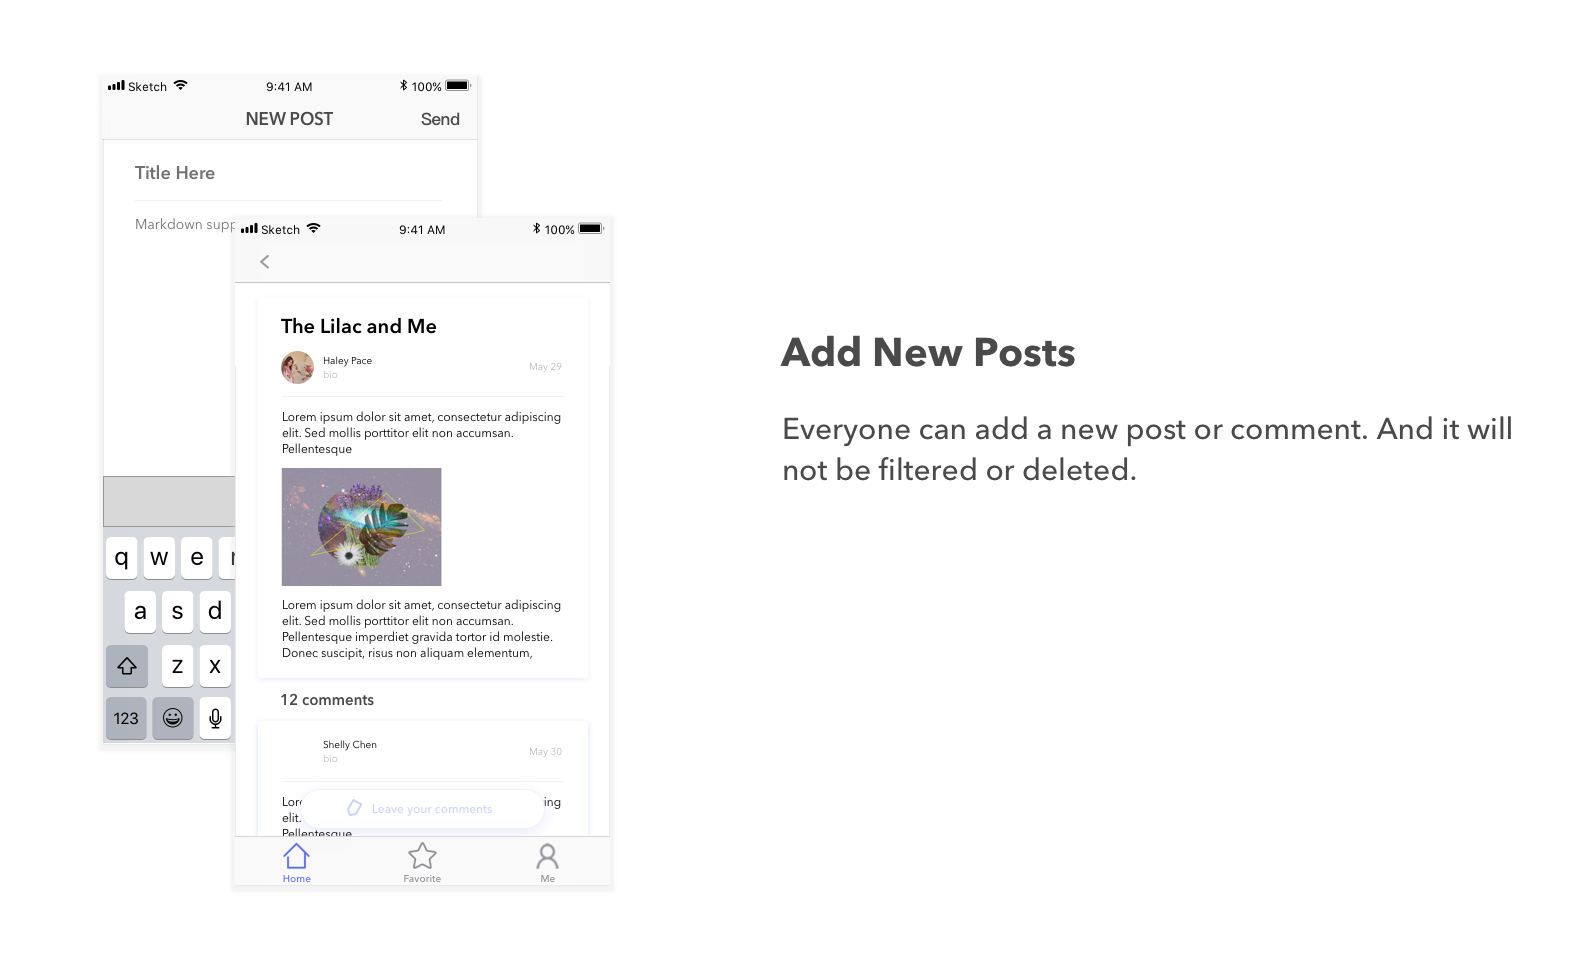 Sketch 9:41 AM 100%
NEW POST Send
Title Here
Markdown supp
q w e
a s d
z x
123
Sketch 9:41 AM 100%
The Lilac and Me
Haley Pace
bio
May 29
Lorem ipsum dolor sit amet, consectetur adipiscing
elit. Sed mollis porttitor elit non accumsan.
Pellentesque
Lorem ipsum dolor sit amet, consectetur adipiscing
elit. Sed mollis porttitor elit non accumsan.
Pellentesque imperdiet gravida tortor id molestie.
Donec suscipit, risus non aliquam elementum,
12 comments
Shelly Chen
bio
May 30
Lor ing
elit.
Pellentesque
Leave your comments
Home Favorite Me
Add New Posts
Everyone can add a new post or comment. And it will
not be filtered or deleted.